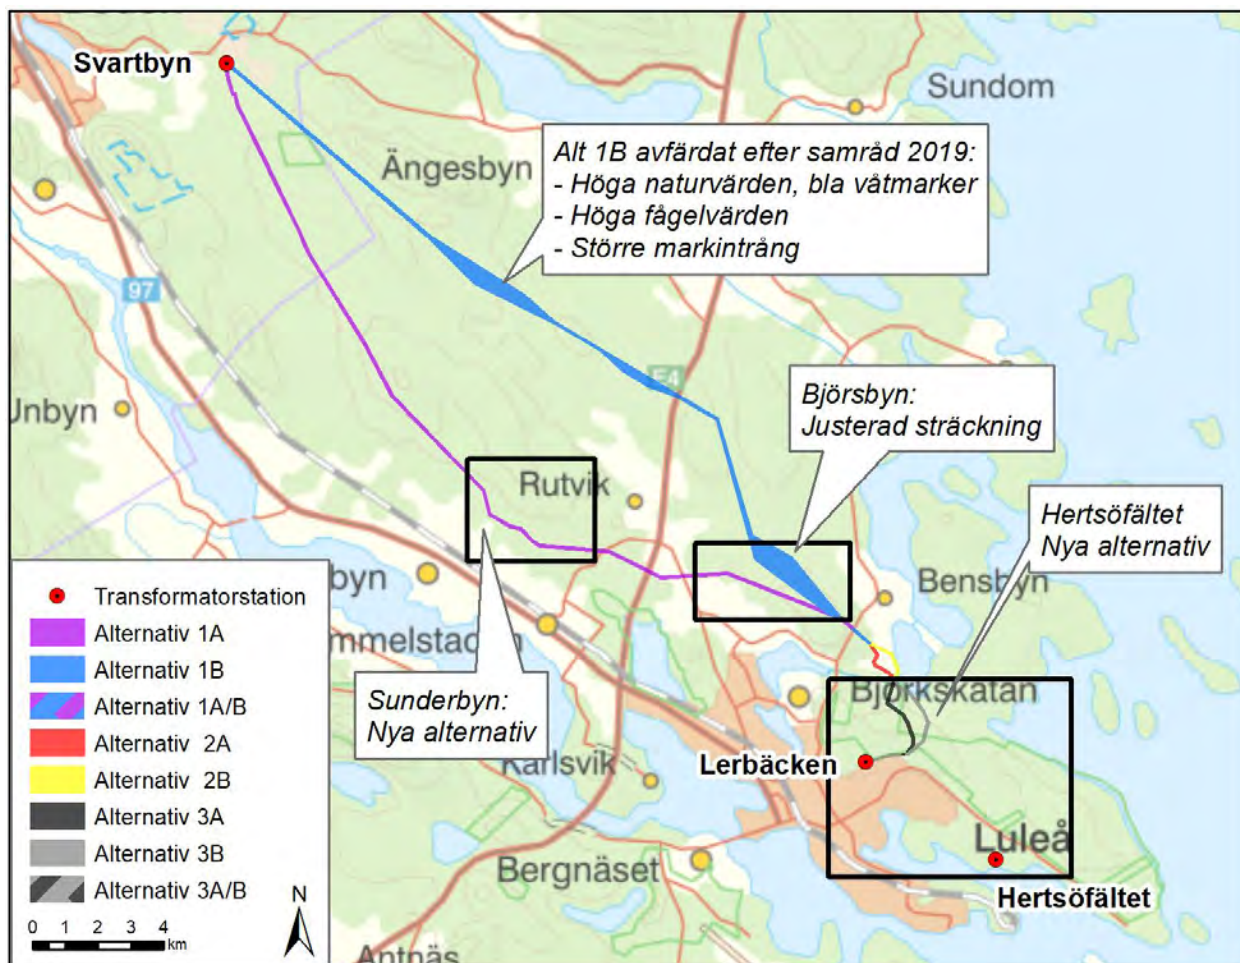 Svartbyn
Sundom
Ängesbyn
Alt 1B avfärdat efter samråd 2019:
- Höga naturvärden, bla våtmarker
- Höga fågelvärden
- Större markintrång
97
E4
Unbyn
Björsbyn:
Justerad sträckning
Rutvik
Hertsöfältet
Nya alternativ
Bensbyn
byn
mmelstaden
Sunderbyn:
Nya alternativ
Björkskatan
Karlsvik
Lerbäcken
Luleå
Bergnäset
Hertsöfältet
Antnäs
Transformatorstation
Alternativ 1A
Alternativ 1B
Alternativ 1A/B
Alternativ 2A
Alternativ 2B
Alternativ 3A
Alternativ 3B
Alternativ 3A/B
N
0 1 2 3 4
km